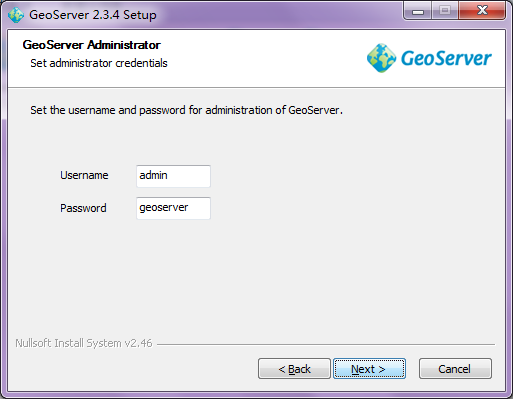 GeoServer 2.3.4 Setup
GeoServer Administrator
Set administrator credentials
GeoServer
Set the username and password for administration of GeoServer.
Username admin
Password geoserver
Nullsoft Install System v2.46
< Back Next > Cancel